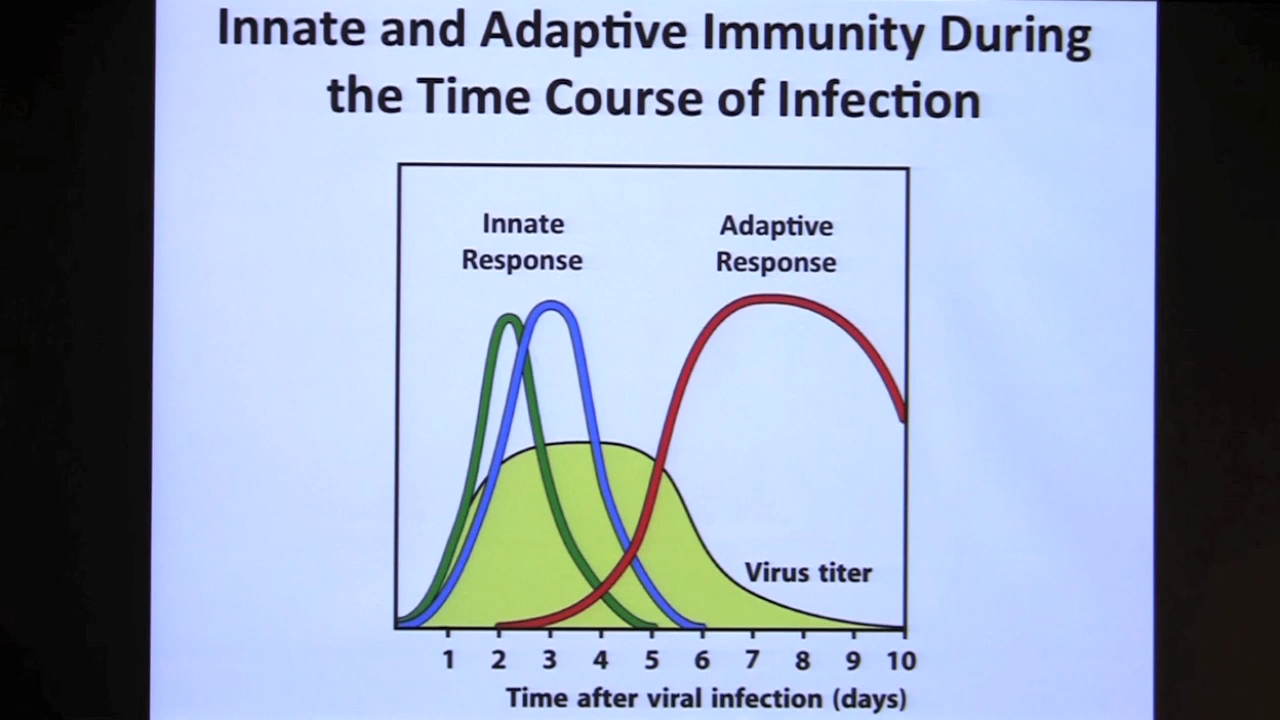 Innate and Adaptive Immunity During
the Time Course of Infection
Innate
Response
Adaptive
Response
Virus titer
1 2 3 4 5 6 7 8 9 10
Time after viral infection (days)